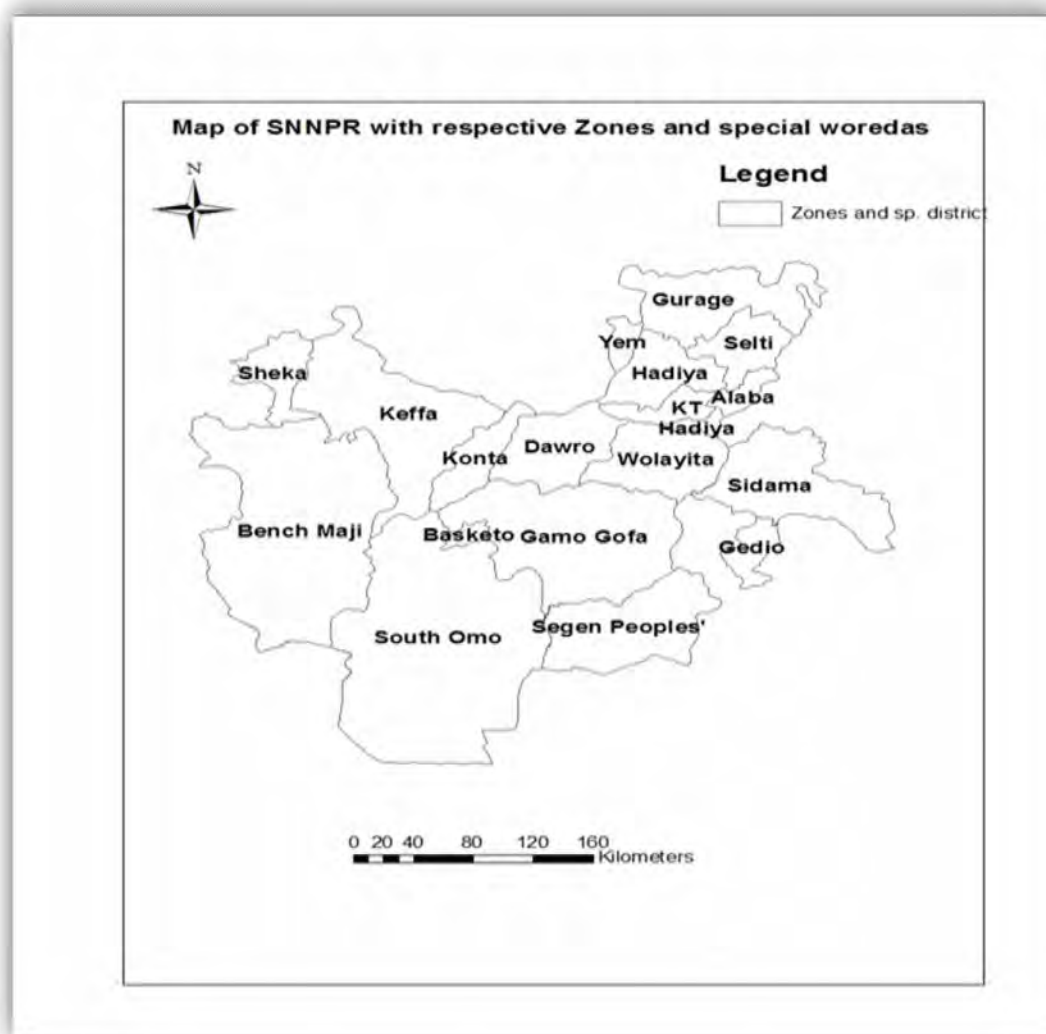 Map of SNNPR with respective Zones and special woredas
N
Legend
Zones and sp. district
Gurage
Yem
Selti
Hadiya
Sheka
Alaba
KT
Keffa
Hadiya
Dawro
Konta
Wolayita
Sidama
Bench Maji
Basketo
Gamo Gofa
Gedio
Segen Peoples'
South Omo
0 20 40 80 120 160
Kilometers